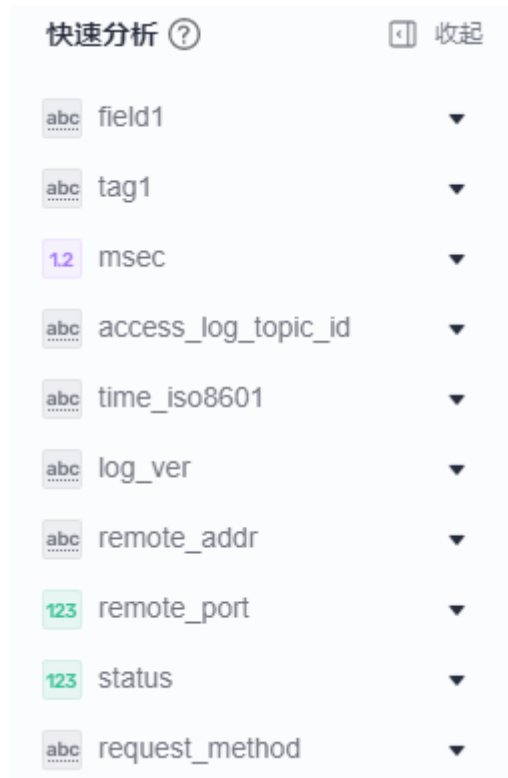 快速分析 ? 收起
abc field1
abc tag1
1.2 msec
abc access_log_topic_id
abc time_iso8601
abc log_ver
abc remote_addr
123 remote_port
123 status
abc request_method